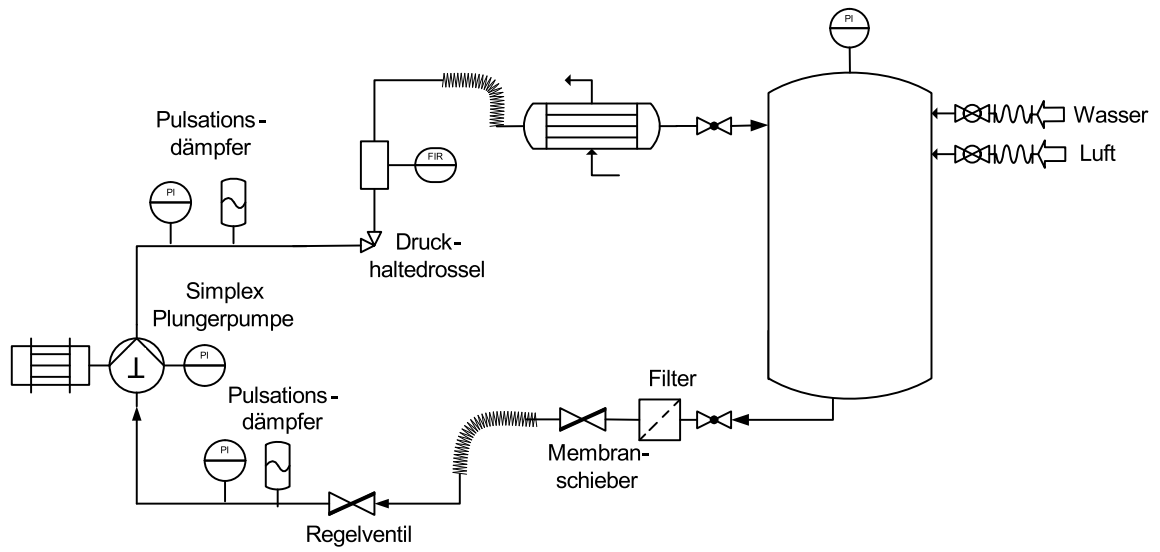 PI
Pulsations-
dämpfer
PI
FIR
Wasser
Luft
Druck-
haltedrossel
Simplex
Plungerpumpe
PI
Pulsations-
dämpfer
PI
Filter
Membran-
schieber
Regelventil